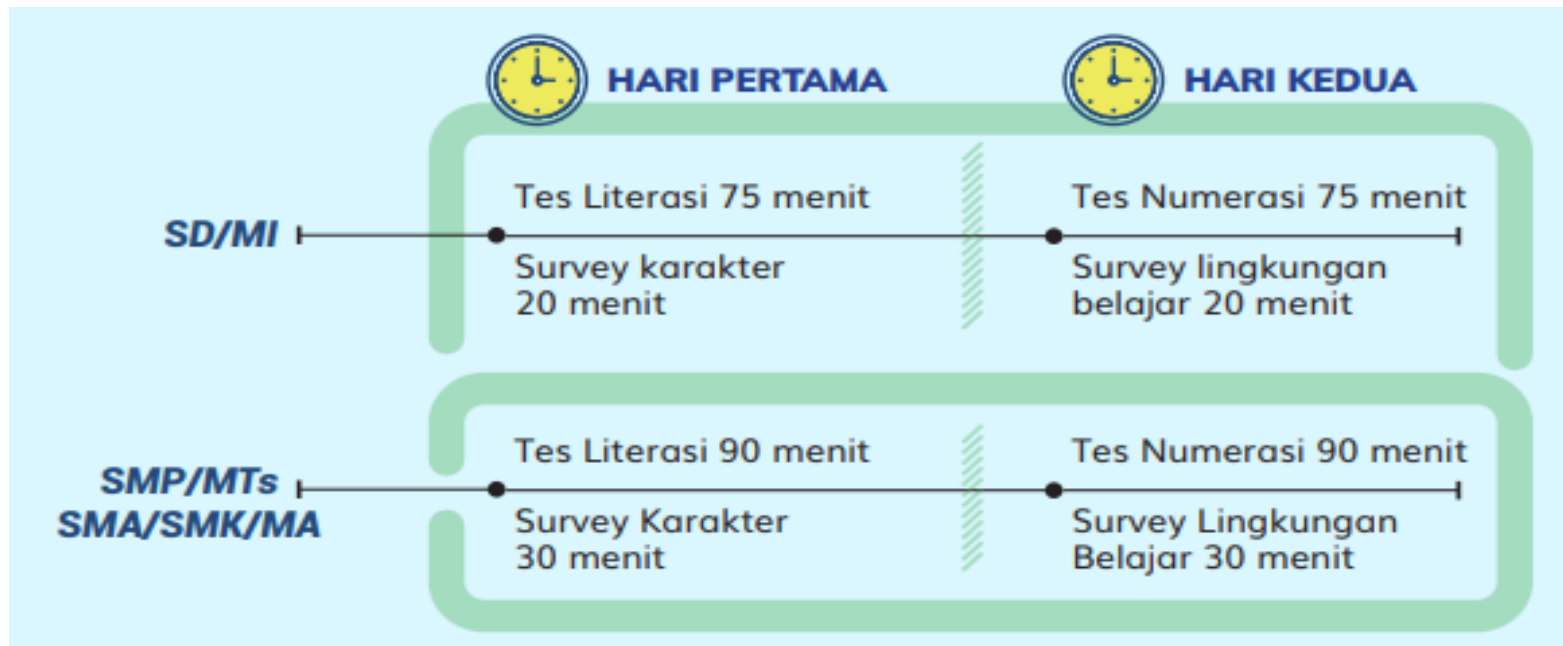 HARI PERTAMA
HARI KEDUA
SD/MI
Tes Literasi 75 menit
Survey karakter
20 menit
Tes Numerasi 75 menit
Survey lingkungan
belajar 20 menit
SMP/MTs
SMA/SMK/MA
Tes Literasi 90 menit
Survey Karakter
30 menit
Tes Numerasi 90 menit
Survey Lingkungan
Belajar 30 menit